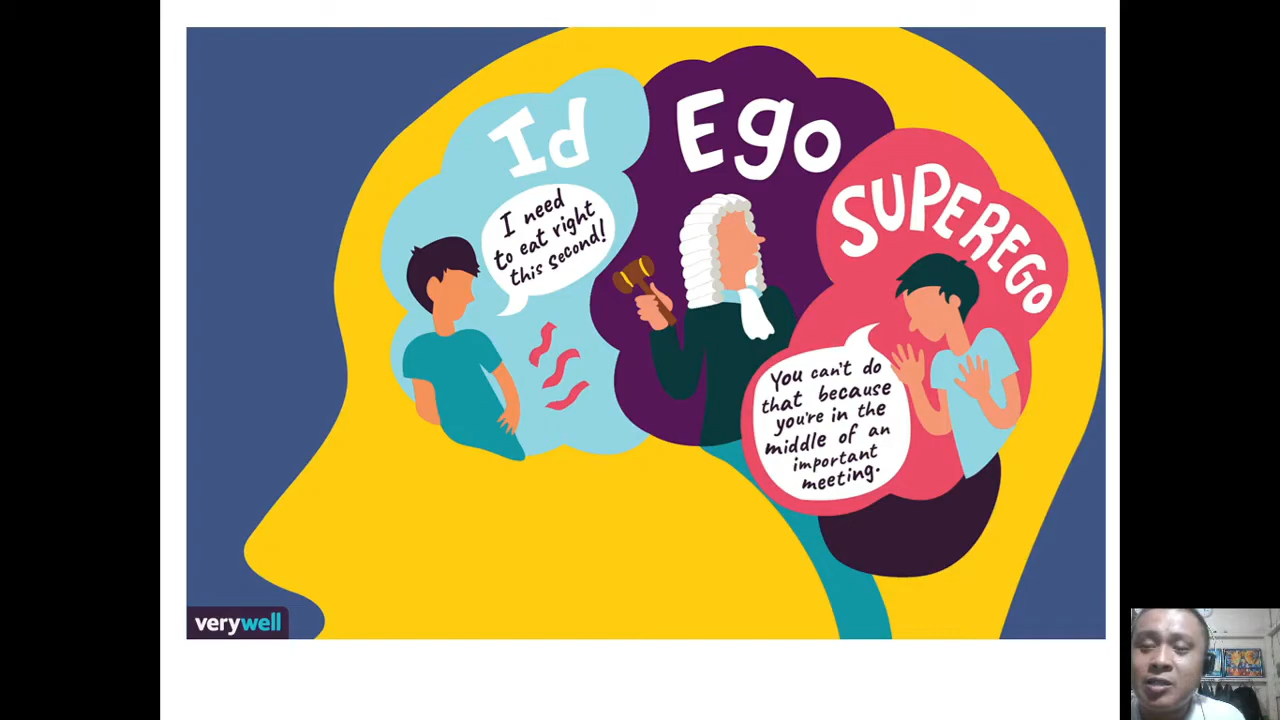 Id
I need
to eat right
this second!
Ego
SUPEREGO
You can't do
that because
you're in the
middle of an
important
meeting.
verywell